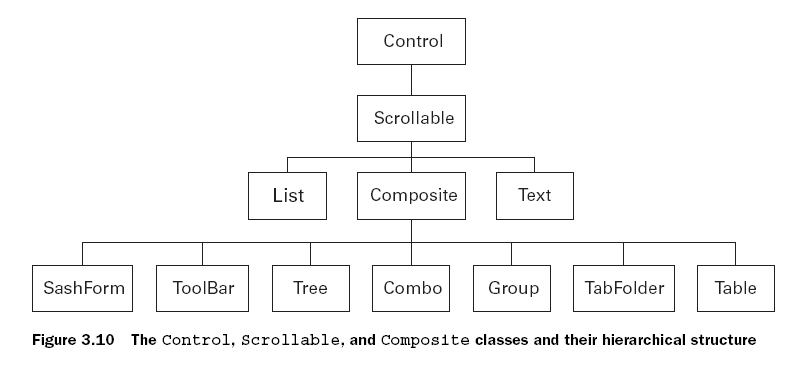 Control
Scrollable
List Composite Text
SashForm ToolBar Tree Combo Group TabFolder Table
Figure 3.10 The Control, Scrollable, and Composite classes and their hierarchical structure